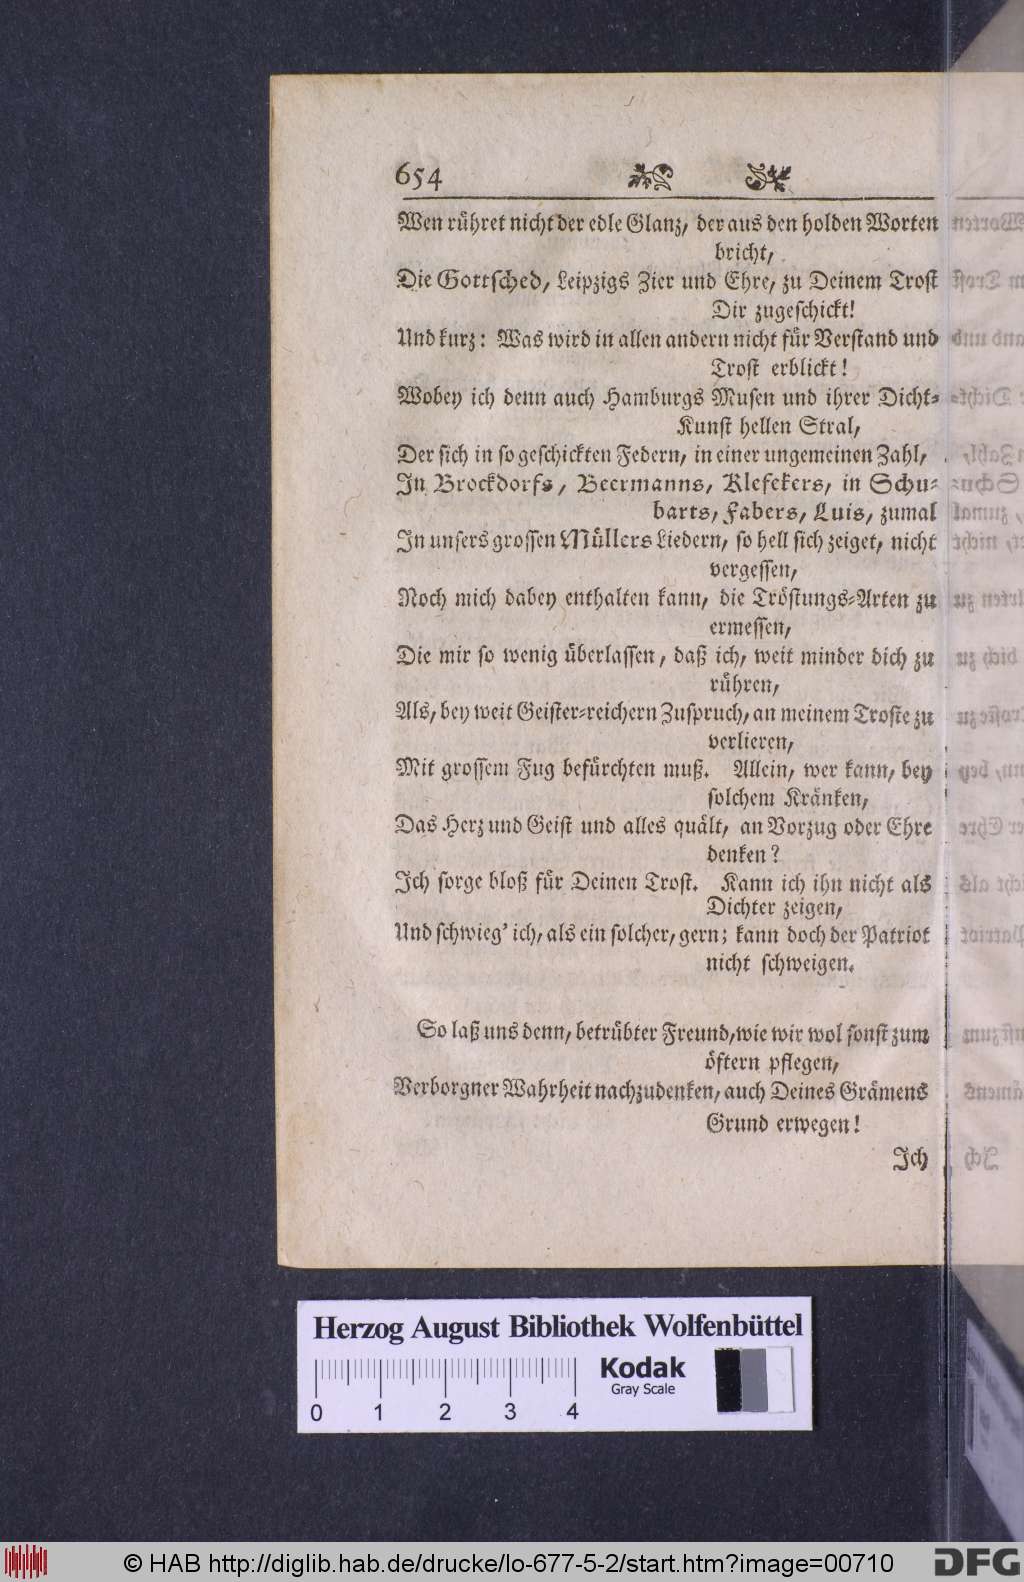 654
Wen rühret nicht der edle Glanz, der aus den holden Worten
bricht,
Die Gottsched, Leipzigs Zier und Ehre, zu Deinem Trost
Dir zugeschickt!
Und kurz: Was wird in allen andern nicht für Verstand und
Trost erblickt!
Wobey ich denn auch Hamburgs Musen und ihrer Dicht-
Kunst hellen Stral,
Der sich in so geschickten Federn, in einer ungemeinen Zahl,
In Brockdorfs, Beermanns, Klefekers, in Schu-
barts, Fabers, Luis, zumal
In unsers grossen Müllers Liedern, so hell sich zeiget, nicht
vergessen,
Noch mich dabey enthalten kann, die Tröstungs-Arten zu
ermessen,
Die mir so wenig überlassen, daß ich, weit minder dich zu
rühren,
Als, bey weit Geister-reichern Zuspruch, an meinem Troste zu
verlieren,
Mit grossem Fug befürchten muß. Allein, wer kann, bey
solchem Kränken,
Das Herz und Geist und alles quält, an Vorzug oder Ehre
denken?
Ich sorge bloß für Deinen Trost. Kann ich ihn nicht als
Dichter zeigen,
Und schwieg' ich, als ein solcher, gern; kann doch der Patriot
nicht schweigen.
So laß uns denn, betrübter Freund, wie wir wol sonst zum
öftern pflegen,
Verborgner Wahrheit nachzudenken, auch Deines Grämens
Grund erwegen!
Ich
Herzog August Bibliothek Wolfenbüttel
Kodak
Gray Scale
0 1 2 3 4
© HAB http://diglib.hab.de/drucke/lo-677-5-2/start.htm?image=00710
DFG